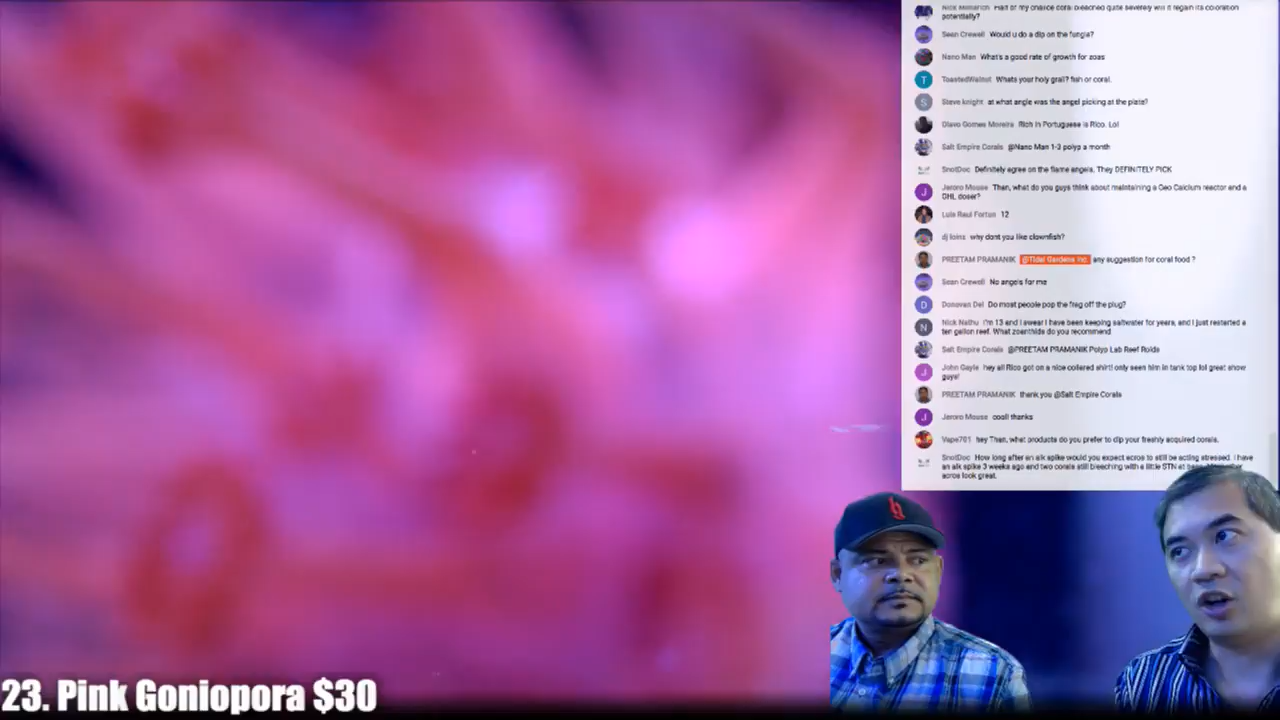 Nick Mimarich Half of my chalice coral bleached quite severely will it regain its coloration
potentially?
Sean Crewell Would u do a dip on the fungia?
Nano Man What's a good rate of growth for zoas
T ToastedWalnut Whats your holy grail? fish or coral.
S Steve knight at what angle was the angel picking at the plate?
Olavo Gomes Moreira Rich in Portuguese is Rico. Lol
Salt Empire Corals @Nano Man 1-3 polyp a month
SnotDoc Definitely agree on the flame angels. They DEFINITELY PICK
J Jaroro Mouse Than, what do you guys think about maintaining a Geo Calcium reactor and a
GHL doser?
Luis Raul Fortun 12
dj loins why dont you like clownfish?
PREETAM PRAMANIK @Tidal Gardens Inc. any suggestion for coral food ?
Sean Crewell No angels for me
D Donovan Del Do most people pop the frag off the plug?
N Nick Nathu I'm 13 and I swear I have been keeping saltwater for years, and I just restarted a
ten gallon reef. What zoanthids do you recommend
Salt Empire Corals @PREETAM PRAMANIK Polyp Lab Reef Roids
J John Gayle hey all Rico got on a nice collared shirt! only seen him in tank top lol great show
guys!
PREETAM PRAMANIK thank you @Salt Empire Corals
J Jaroro Mouse cool! thanks
Vape701 hey Than, what products do you prefer to dip your freshly acquired corals.
SnotDoc How long after an alk spike would you expect acros to still be acting stressed. I have
an alk spike 3 weeks ago and two corals still bleaching with a little STN at
acros look great.
23. Pink Goniopora $30